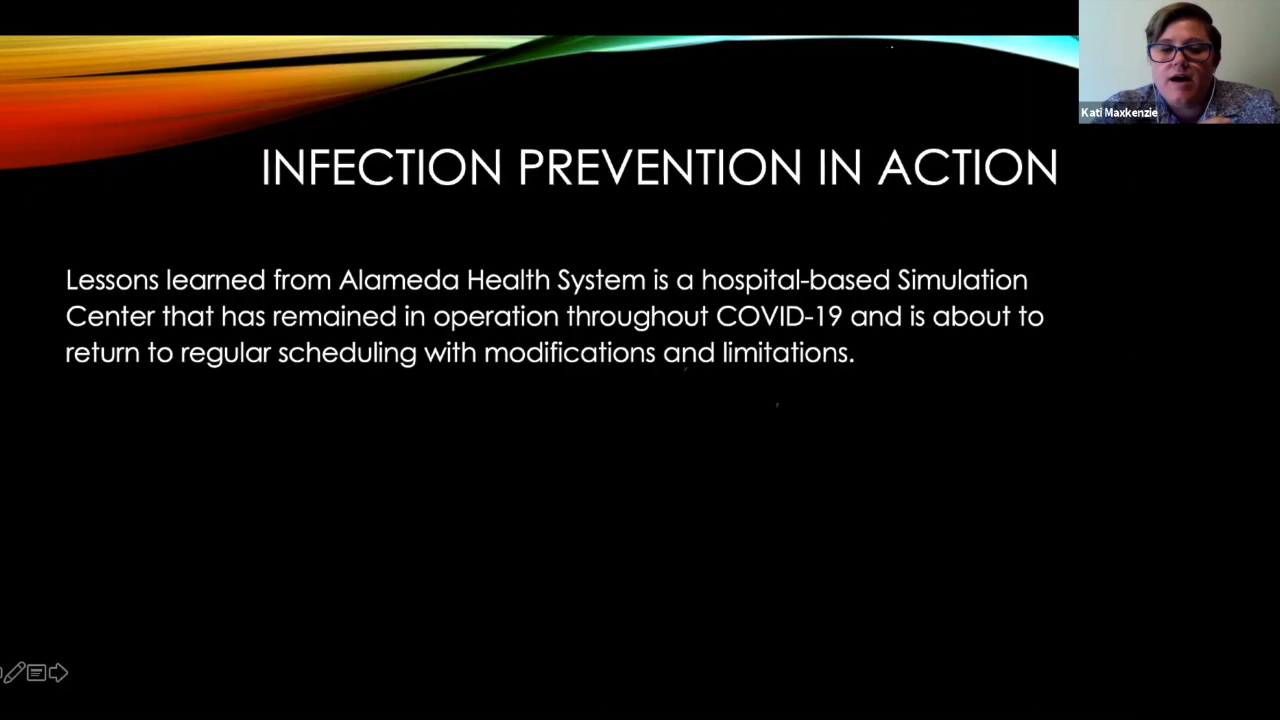 Kati Maxkenzie
INFECTION PREVENTION IN ACTION
Lessons learned from Alameda Health System is a hospital-based Simulation
Center that has remained in operation throughout COVID-19 and is about to
return to regular scheduling with modifications and limitations.